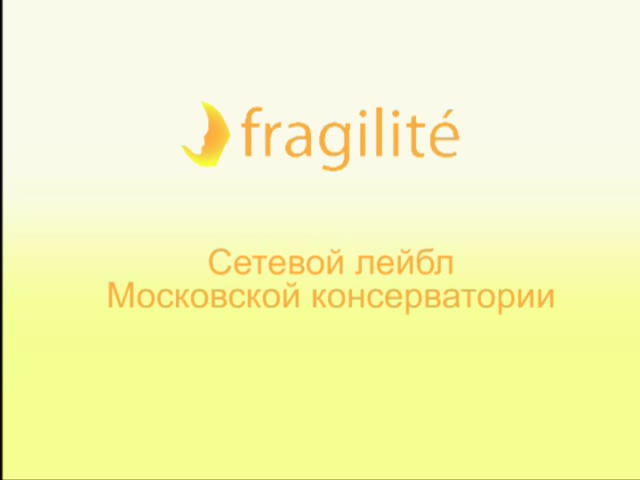 fragilité
Сетевой лейбл
Московской консерватории